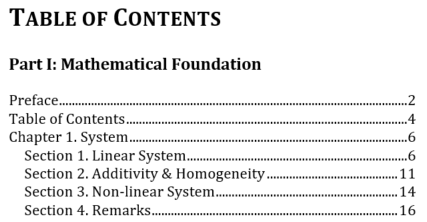 TABLE OF CONTENTS
Part I: Mathematical Foundation
Preface....................................................................................2
Table of Contents....................................................................4
Chapter 1. System...................................................................6
Section 1. Linear System.....................................................6
Section 2. Additivity & Homogeneity................................11
Section 3. Non-linear System............................................14
Section 4. Remarks...........................................................16